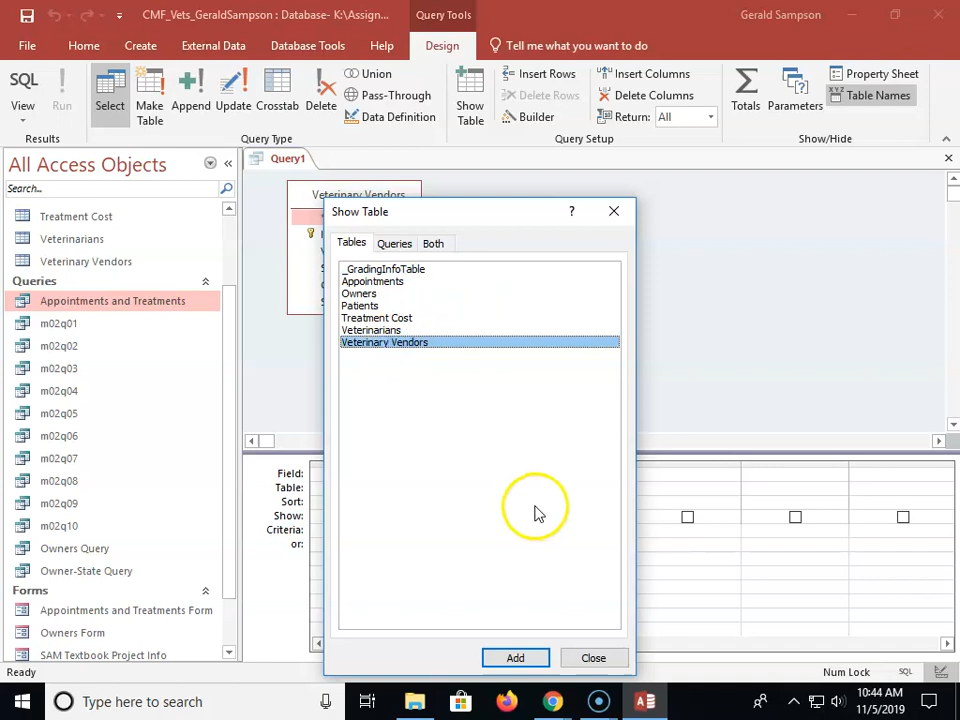 CMF_Vets_GeraldSampson : Database- K:\Assign...
Query Tools
Gerald Sampson
File
Home
Create
External Data
Database Tools
Help
Design
Tell me what you want to do
SQL
View
Run
Results
Select
Make Table
Append
Update
Crosstab
Delete
Union
Pass-Through
Data Definition
Query Type
Show Table
Insert Rows
Delete Rows
Builder
Insert Columns
Delete Columns
Return: All
Query Setup
Totals
Parameters
Property Sheet
XYZ Table Names
Show/Hide
All Access Objects
Search...
Treatment Cost
Veterinarians
Veterinary Vendors
Queries
Appointments and Treatments
m02q01
m02q02
m02q03
m02q04
m02q05
m02q06
m02q07
m02q08
m02q09
m02q10
Owners Query
Owner-State Query
Forms
Appointments and Treatments Form
Owners Form
SAM Textbook Project Info
Query1
Veterinary Vendors
Show Table
?
Tables
Queries
Both
_GradingInfoTable
Appointments
Owners
Patients
Treatment Cost
Veterinarians
Veterinary Vendors
Add
Close
Field:
Table:
Sort:
Show:
Criteria:
or:
Ready
Num Lock
SQL
Type here to search
10:44 AM
11/5/2019